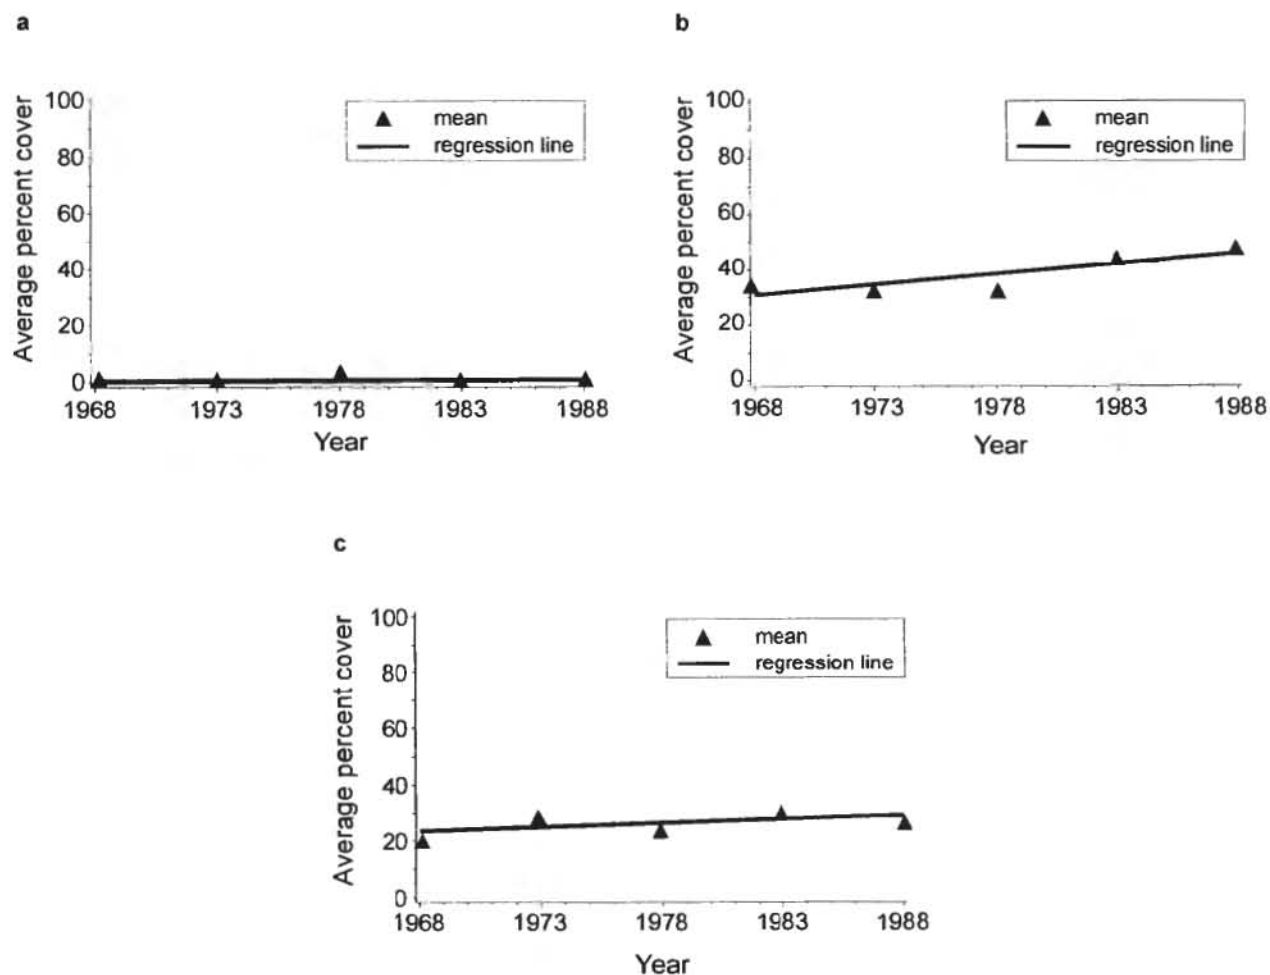 a
Average percent cover
100
80
60
40
20
0
mean
regression line
1968 1973 1978 1983 1988
Year
b
Average percent cover
100
80
60
40
20
0
mean
regression line
1968 1973 1978 1983 1988
Year
c
Average percent cover
100
80
60
40
20
0
mean
regression line
1968 1973 1978 1983 1988
Year